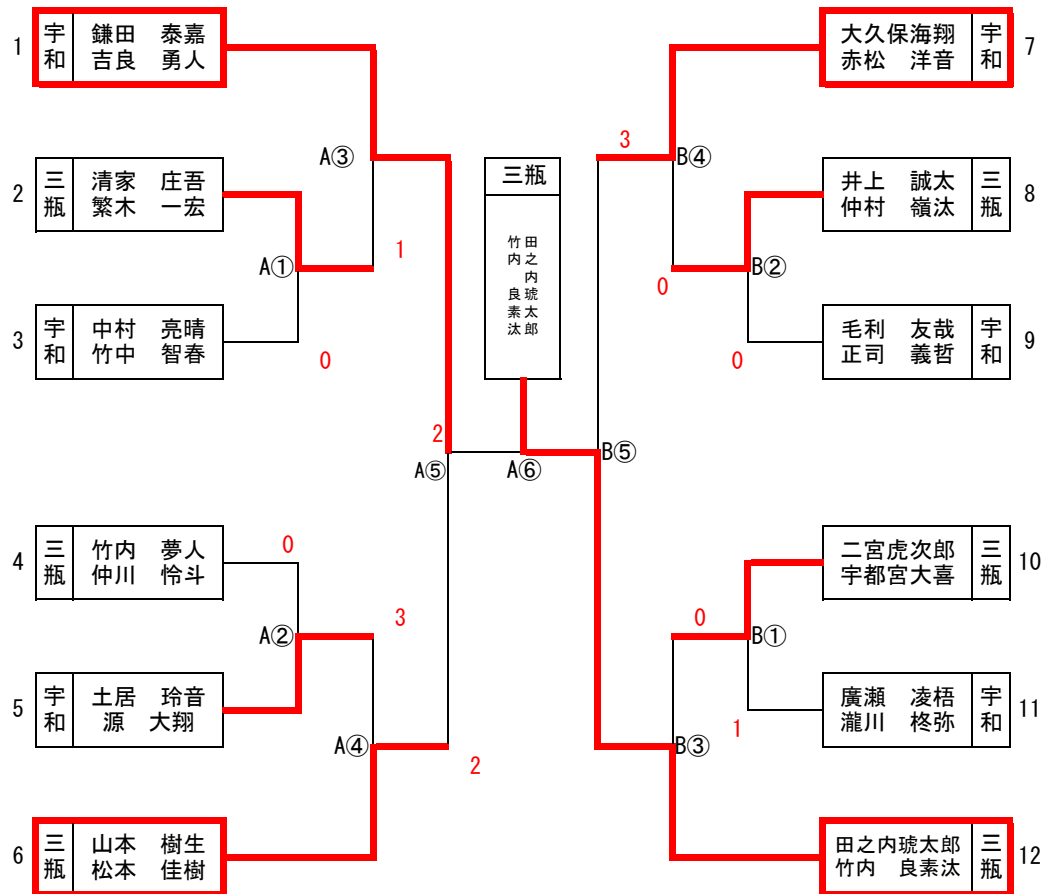 1
宇和
鎌田 泰嘉
吉良 勇人
2
三瓶
清家 庄吾
繁木 一宏
3
宇和
中村 亮晴
竹中 智春
4
三瓶
竹内 夢人
仲川 怜斗
5
宇和
土居 玲音
源 大翔
6
三瓶
山本 樹生
松本 佳樹
A③
A①
1
0
2
A⑤
0
A②
3
A④
2
三瓶
田之内琥太郎
竹内 良素汰
A⑥
3
B④
B②
0
0
B⑤
0
B①
1
B③
大久保海翔
赤松 洋音
宇和
7
井上 誠太
仲村 嶺汰
三瓶
8
毛利 友哉
正司 義哲
宇和
9
二宮虎次郎
宇都宮大喜
三瓶
10
廣瀬 凌梧
瀧川 柊弥
宇和
11
田之内琥太郎
竹内 良素汰
三瓶
12